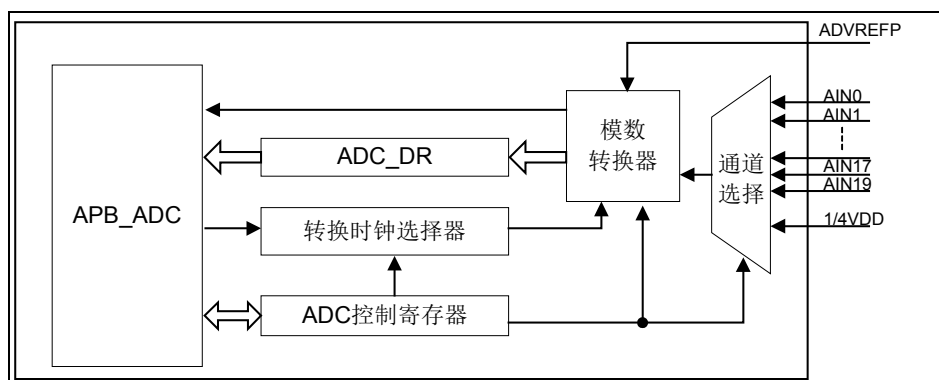 ADVREFP
AIN0
AIN1
AIN17
AIN19
1/4VDD
模数
转换器
通道
选择
ADC_DR
APB_ADC
转换时钟选择器
ADC控制寄存器